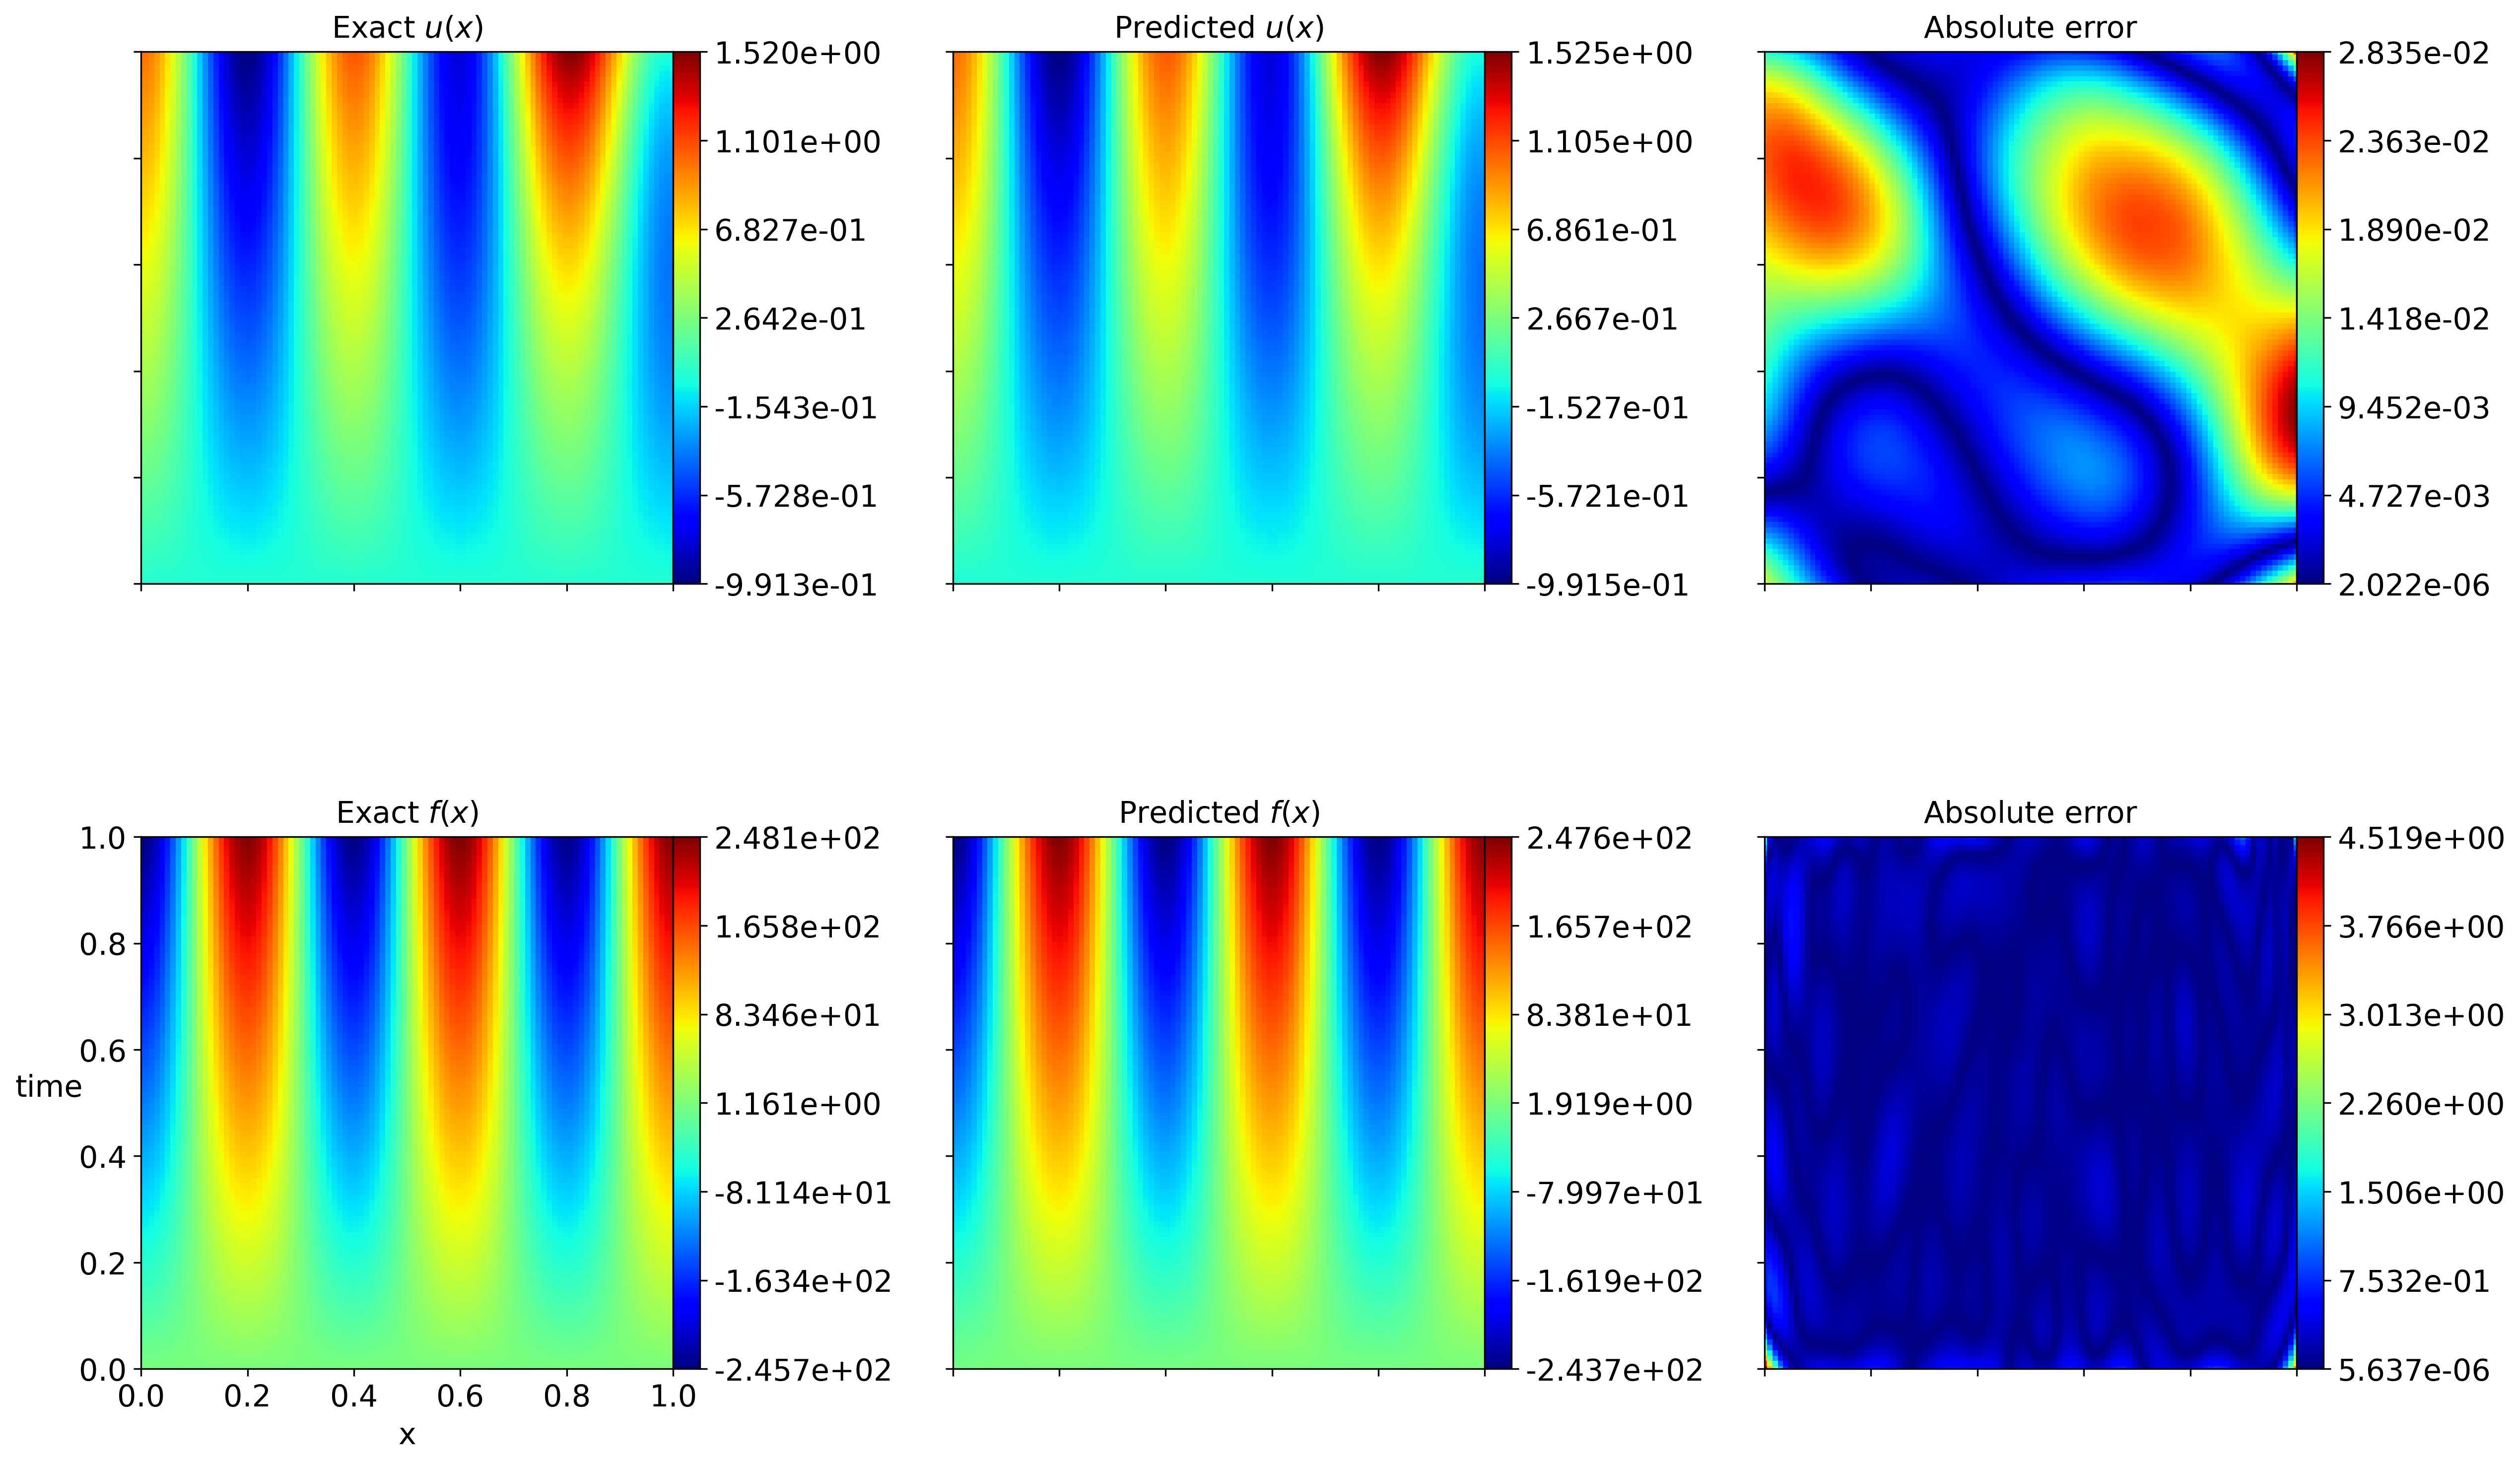 Exact u(x)
1.520e+00
1.101e+00
6.827e-01
2.642e-01
-1.543e-01
-5.728e-01
-9.913e-01
Predicted u(x)
1.525e+00
1.105e+00
6.861e-01
2.667e-01
-1.527e-01
-5.721e-01
-9.915e-01
Absolute error
2.835e-02
2.363e-02
1.890e-02
1.418e-02
9.452e-03
4.727e-03
2.022e-06
Exact f(x)
time
1.0
0.8
0.6
0.4
0.2
0.0
0.0 0.2 0.4 0.6 0.8 1.0
x
2.481e+02
1.658e+02
8.346e+01
1.161e+00
-8.114e+01
-1.634e+02
-2.457e+02
Predicted f(x)
2.476e+02
1.657e+02
8.381e+01
1.919e+00
-7.997e+01
-1.619e+02
-2.437e+02
Absolute error
4.519e+00
3.766e+00
3.013e+00
2.260e+00
1.506e+00
7.532e-01
5.637e-06